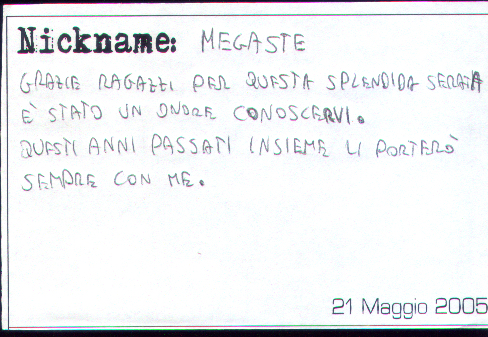 Nickname: MEGASTE
GRAZIE RAGAZZI PER QUESTA SPLENDIDA SERATA
È STATO UN ONORE CONOSCERVI.
QUESTI ANNI PASSATI INSIEME LI PORTERÒ
SEMPRE CON ME.
21 Maggio 2005